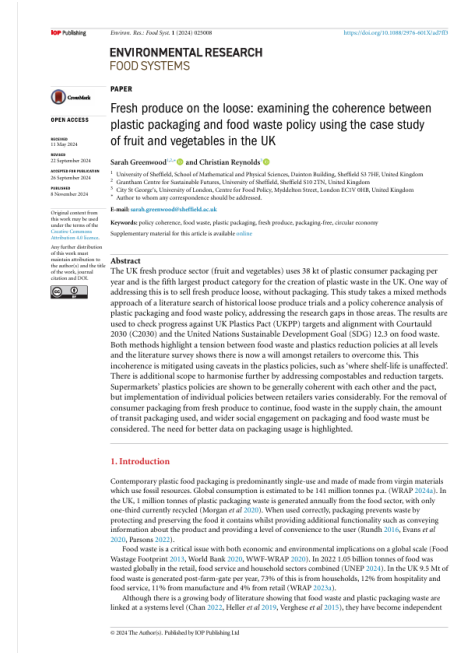 IOP Publishing
Environ. Res.: Food Syst. 1 (2024) 025008
ENVIRONMENTAL RESEARCH
FOOD SYSTEMS
CrossMark
OPEN ACCESS
RECEIVED
11 May 2024
REVISED
22 September 2024
ACCEPTED FOR PUBLICATION
26 September 2024
PUBLISHED
8 November 2024
Original content from
this work may be used
under the terms of the
Creative Commons
Attribution 4.0 licence.
Any further distribution
of this work must
maintain attribution to
the author(s) and the title
of the work, journal
citation and DOI.
PAPER
Fresh produce on the loose: examining the coherence between
plastic packaging and food waste policy using the case study
of fruit and vegetables in the UK
Sarah Greenwood and Christian Reynolds
1 University of Sheffield, School of Mathematics and Physical Sciences, Dainton Building, Sheffield S3 7HF, United Kingdom
2 Grantham Centre for Sustainable Futures, University of Sheffield, Sheffield S10 2TN, United Kingdom
3 City St George's, University of London, Centre for Food Policy, Myddelton Street, London EC1V 0HB, United Kingdom
* Author to whom any correspondence should be addressed.
E-mail: sarah.greenwood@sheffield.ac.uk
Keywords: policy coherence, food waste, plastic packaging, fresh produce, packaging-free, circular economy
Supplementary material for this article is available online
Abstract
The UK fresh produce sector (fruit and vegetables) uses 38 kt of plastic consumer packaging per
year and is the fifth largest product category for the creation of plastic waste in the UK. One way of
addressing this is to sell fresh produce loose, without packaging. This study takes a mixed methods
approach of a literature search of historical loose produce trials and a policy coherence analysis of
plastic packaging and food waste policy, addressing the research gaps in those areas. The results are
used to check progress against UK Plastics Pact (UKPP) targets and alignment with Courtauld
2030 (C2030) and the United Nations Sustainable Development Goal (SDG) 12.3 on food waste.
Both methods highlight a tension between food waste and plastics reduction policies at all levels
and the literature survey shows there is now a will amongst retailers to overcome this. This
incoherence is mitigated using caveats in the plastics policies, such as 'where shelf-life is unaffected'.
There is additional scope to harmonise further by addressing compostables and reduction targets.
Supermarkets' plastics policies are shown to be generally coherent with each other and the pact,
but implementation of individual policies between retailers varies considerably. For the removal of
consumer packaging from fresh produce to continue, food waste in the supply chain, the amount
of transit packaging used, and wider social engagement on packaging and food waste must be
considered. The need for better data on packaging usage is highlighted.
1. Introduction
Contemporary plastic food packaging is predominantly single-use and made of made from virgin materials
which use fossil resources. Global consumption is estimated to be 141 million tonnes p.a. (WRAP 2024a). In
the UK, 1 million tonnes of plastic packaging waste is generated annually from the food sector, with only
one-third currently recycled (Morgan et al 2020). When used correctly, packaging prevents waste by
protecting and preserving the food it contains whilst providing additional functionality such as conveying
information about the product and providing a level of convenience to the user (Rundh 2016, Evans et al
2020, Parsons 2022).
Food waste is a critical issue with both economic and environmental implications on a global scale (Food
Wastage Footprint 2013, World Bank 2020, WWF-WRAP 2020). In 2022 1.05 billion tonnes of food was
wasted globally in the retail, food service and household sectors combined (UNEP 2024). In the UK 9.5 Mt of
food waste is generated post-farm-gate per year, 73% of this is from households, 12% from hospitality and
food service, 11% from manufacture and 4% from retail (WRAP 2023a).
Although there is a growing body of literature showing that food waste and plastic packaging waste are
linked at a systems level (Chan 2022, Heller et al 2019, Verghese et al 2015), they have become independent
© 2024 The Author(s). Published by IOP Publishing Ltd